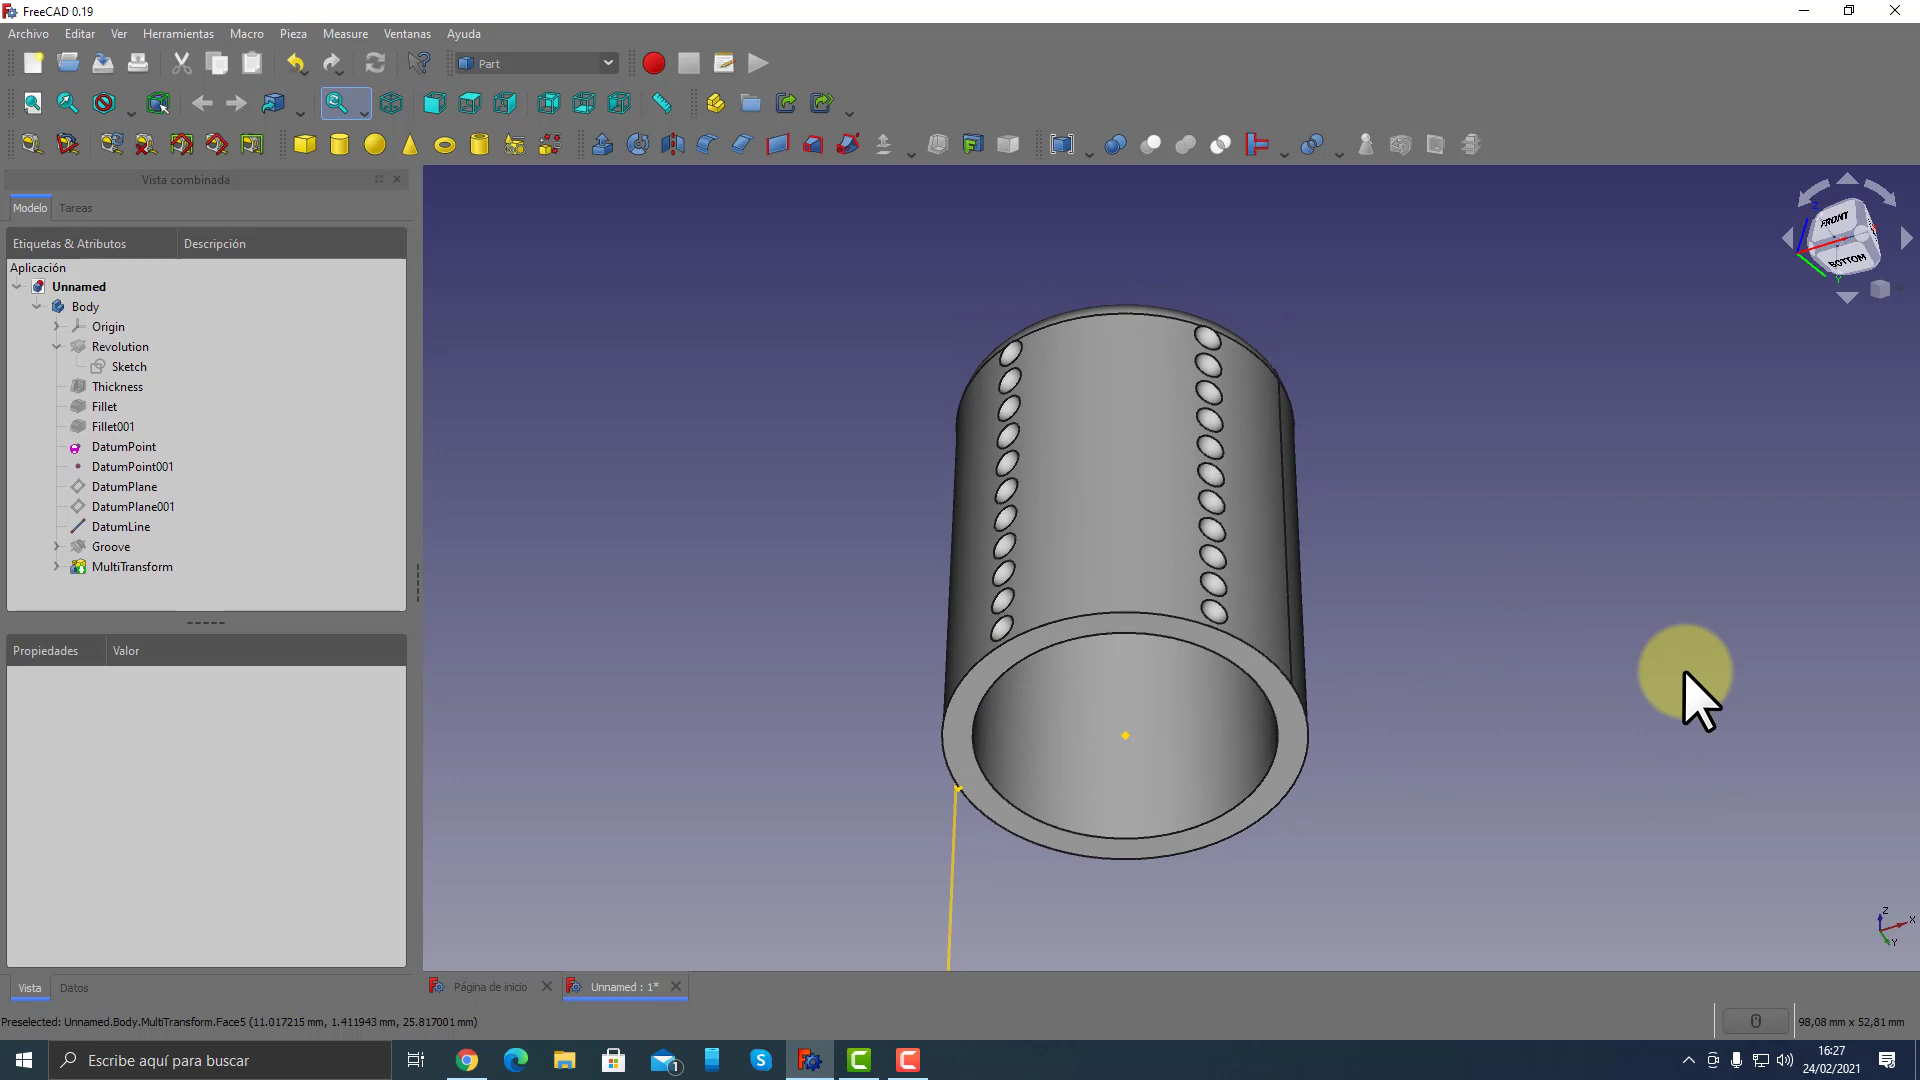 FreeCAD 0.19
Archivo Editar Ver Herramientas Macro Pieza Measure Ventanas Ayuda
Part
Vista combinada
Modelo Tareas
Etiquetas & Atributos Descripción
Aplicación
Unnamed
Body
Origin
Revolution
Sketch
Thickness
Fillet
Fillet001
DatumPoint
DatumPoint001
DatumPlane
DatumPlane001
DatumLine
Groove
MultiTransform
Propiedades Valor
Vista Datos
FRONT
BOTTOM
Z
Y
Z
X
Y
Página de inicio Unnamed : 1*
Preselected: Unnamed.Body.MultiTransform.Face5 (11.017215 mm, 1.411943 mm, 25.817001 mm)
98,08 mm x 52,81 mm
Escribe aquí para buscar
1
16:27
24/02/2021